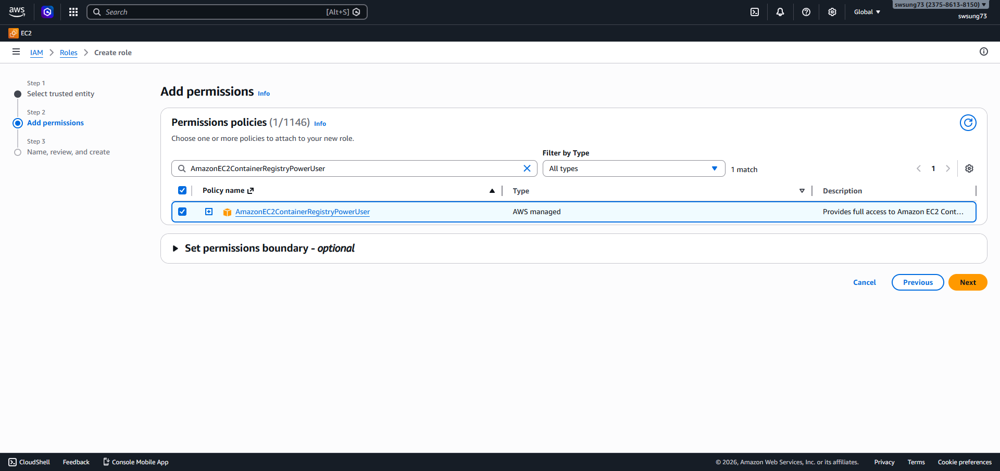 aws
Search
[Alt+S]
Global
swsung73 (2375-8613-8150)
swsung73
EC2
IAM
Roles
Create role
Step 1
Select trusted entity
Step 2
Add permissions
Step 3
Name, review, and create
Add permissions Info
Permissions policies (1/1146) Info
Choose one or more policies to attach to your new role.
Filter by Type
AmazonEC2ContainerRegistryPowerUser
All types
1 match
1
Policy name
Type
Description
AmazonEC2ContainerRegistryPowerUser
AWS managed
Provides full access to Amazon EC2 Cont...
Set permissions boundary - optional
Cancel
Previous
Next
CloudShell
Feedback
Console Mobile App
© 2026, Amazon Web Services, Inc. or its affiliates.
Privacy
Terms
Cookie preferences